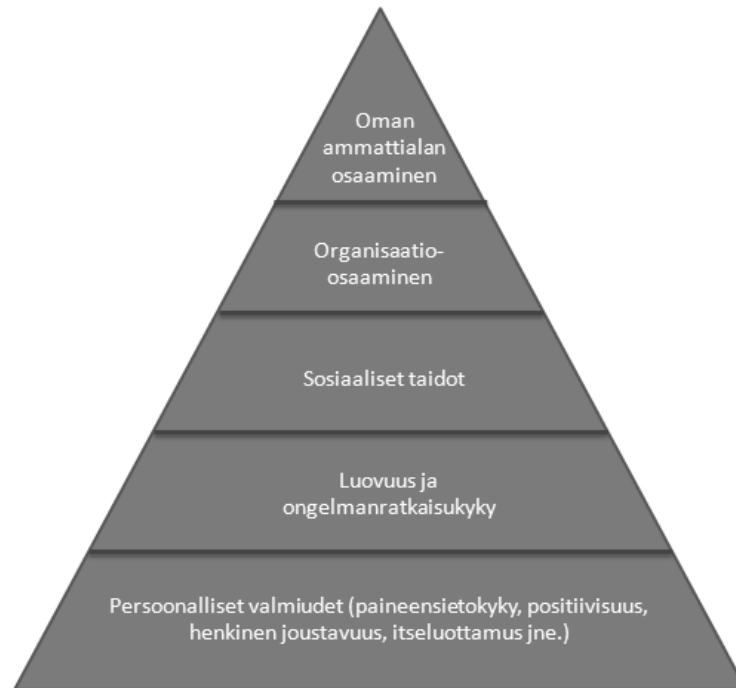 Oman
ammattialan
osaaminen
Organisaatio-
osaaminen
Sosiaaliset taidot
Luovuus ja
ongelmanratkaisukyky
Persoonalliset valmiudet (paineensietokyky, positiivisuus,
henkinen joustavuus, itseluottamus jne.)